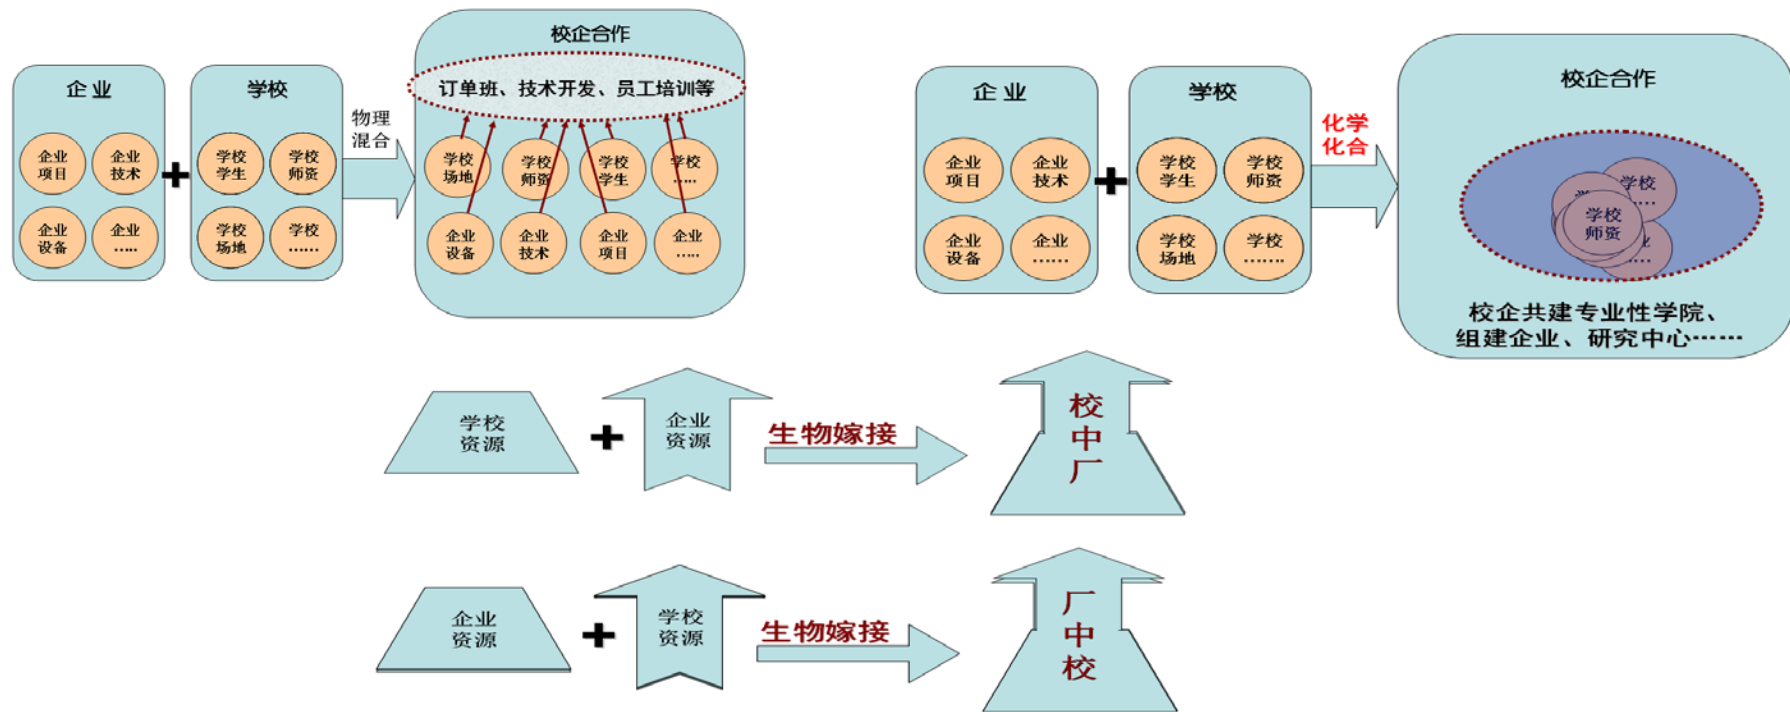 企 业
企业
项目
企业
技术
企业
设备
企业
.....
学校
学校
学生
学校
师资
学校
场地
学校
......
物理
混合
校企合作
订单班、技术开发、员工培训等
学校
场地
学校
师资
学校
学生
学校
.....
企业
设备
企业
技术
企业
项目
企业
.....
企 业
企业
项目
企业
技术
企业
设备
企业
......
学校
学校
学生
学校
师资
学校
场地
学校
.......
化学
化合
校企合作
学校
学校
师资
校企共建专业性学院、
组建企业、研究中心······
学校
资源
企业
资源
生物嫁接
校
中
厂
企业
资源
学校
资源
生物嫁接
厂
中
校